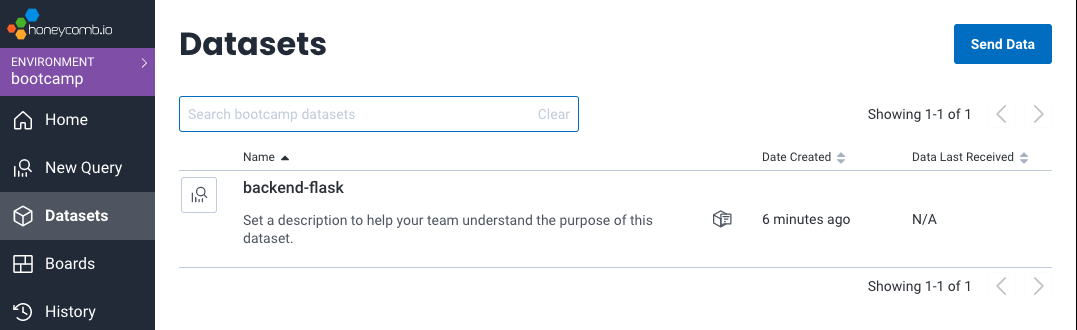 honeycomb.io
ENVIRONMENT
bootcamp
Home
New Query
Datasets
Boards
History
Datasets
Send Data
Search bootcamp datasets
Clear
Showing 1-1 of 1
Name
Date Created
Data Last Received
backend-flask
Set a description to help your team understand the purpose of this
dataset.
6 minutes ago
N/A
Showing 1-1 of 1